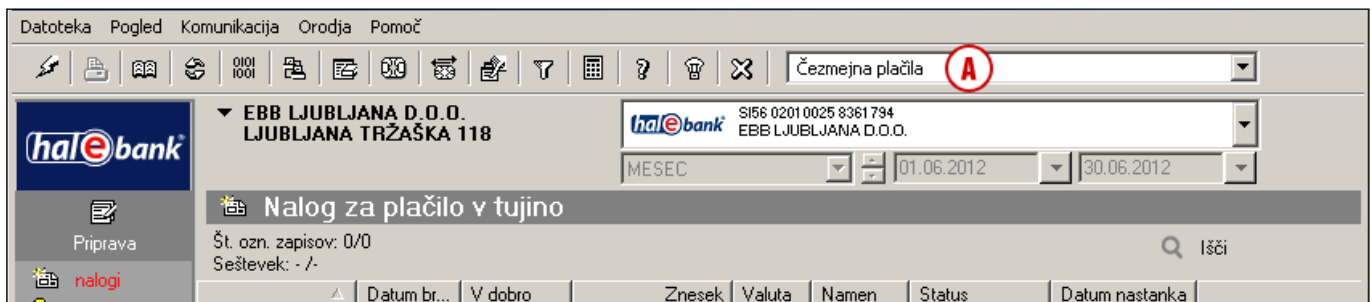 Datoteka Pogled Komunikacija Orodja Pomoč
Čezmejna plačila A
EBB LJUBLJANA D.O.O.
LJUBLJANA TRŽAŠKA 118
hal e bank SI56 0201 0025 8361 794
EBB LJUBLJANA D.O.O.
hal e bank
MESEC 01.06.2012 30.06.2012
Nalog za plačilo v tujino
Priprava
Št. ozn. zapisov: 0/0
Seštevek: - /-
Išči
nalogi
Datum br... V dobro Znesek Valuta Namen Status Datum nastanka